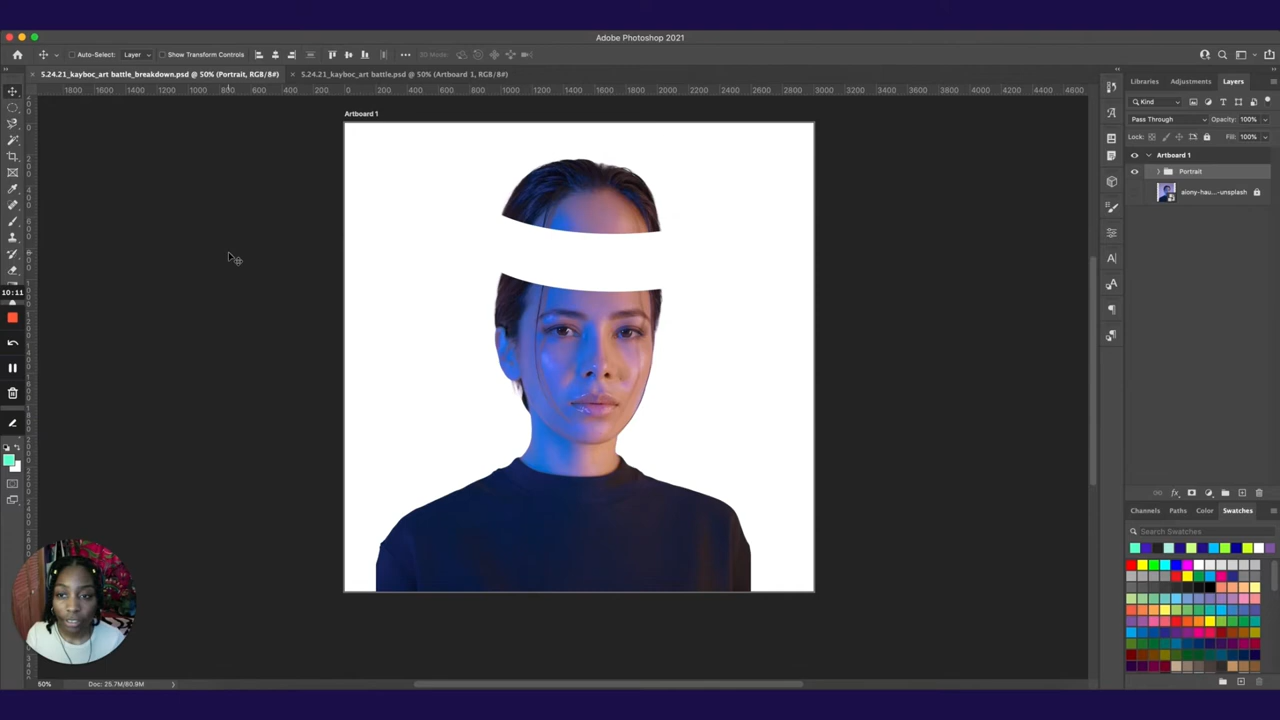 Adobe Photoshop 2021
Auto-Select: Layer Show Transform Controls 3D Mode:
5.24.21_kayboc_art battle_breakdown.psd @ 50% (Portrait, RGB/8#) 5.24.21_kayboc_art battle.psd @ 50% (Artboard 1, RGB/8#)
1800 1600 1400 1200 1000 800 600 400 200 0 200 400 600 800 1000 1200 1400 1600 1800 2000 2200 2400 2600 2800 3000 3200 3400 3600 3800 4000 4200 4400 4600
Artboard 1
Libraries Adjustments Layers
Kind
Pass Through Opacity: 100%
Lock: Fill: 100%
Artboard 1
Portrait
aiony-hau...-unsplash
10:11
Channels Paths Color Swatches
Search Swatches
50% Doc: 25.7M/80.9M